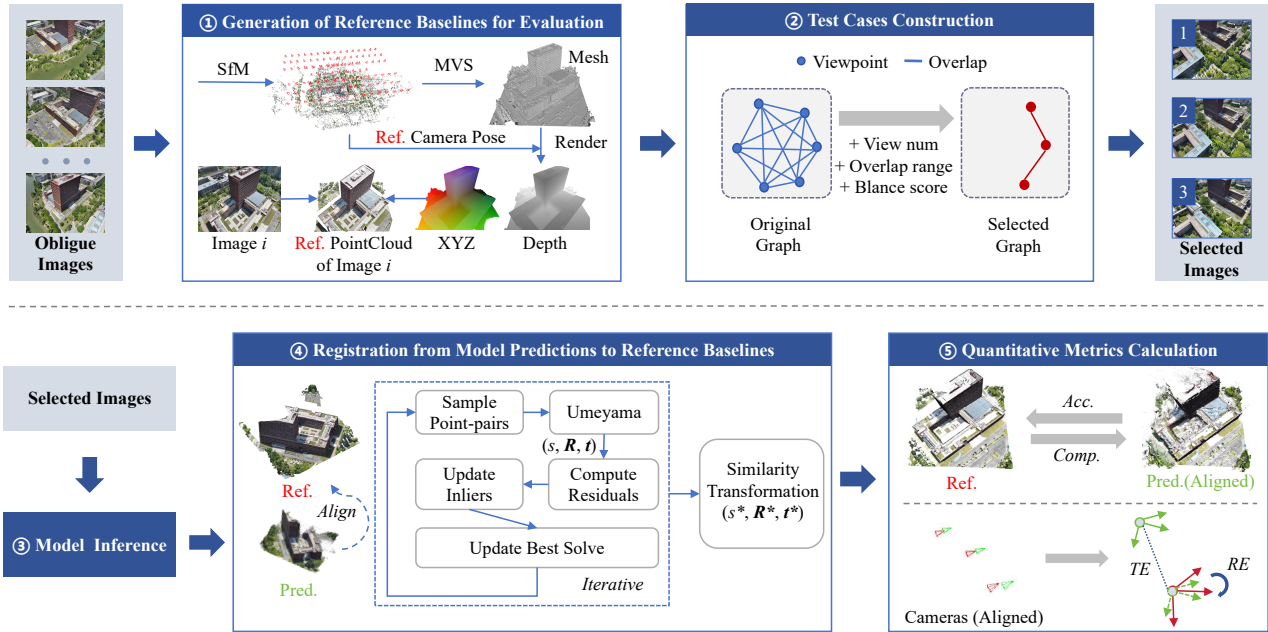 Oblique
Images
① Generation of Reference Baselines for Evaluation
SfM
MVS
Mesh
Ref. Camera Pose
Render
Image i
Ref. PointCloud
of Image i
XYZ
Depth
② Test Cases Construction
Viewpoint
Overlap
+ View num
+ Overlap range
+ Blance score
Original
Graph
Selected
Graph
1
2
3
Selected
Images
Selected Images
③ Model Inference
④ Registration from Model Predictions to Reference Baselines
Ref.
Align
Pred.
Sample
Point-pairs
Umeyama
(s, R, t)
Update
Inliers
Compute
Residuals
Update Best Solve
Iterative
Similarity
Transformation
(s*, R*, t*)
⑤ Quantitative Metrics Calculation
Acc.
Comp.
Ref.
Pred.(Aligned)
Cameras (Aligned)
TE
RE